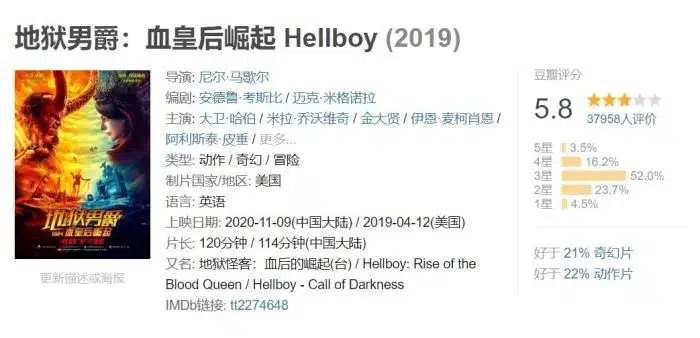 地狱男爵：血皇后崛起 Hellboy (2019)
地狱男爵
血皇后崛起
更新描述或海报
导演: 尼尔·马歇尔
编剧: 安德鲁·考斯比 / 迈克·米格诺拉
主演: 大卫·哈伯 / 米拉·乔沃维奇 / 金大贤 / 伊恩·麦柯肖恩 /
阿利斯泰·皮垂 / 更多...
类型: 动作 / 奇幻 / 冒险
制片国家/地区: 美国
语言: 英语
上映日期: 2020-11-09(中国大陆) / 2019-04-12(美国)
片长: 120分钟 / 114分钟(中国大陆)
又名: 地狱怪客：血后的崛起(台) / Hellboy: Rise of the
Blood Queen / Hellboy - Call of Darkness
IMDb链接: tt2274648
豆瓣评分
5.8
37958人评价
5星 3.5%
4星 16.2%
3星 52.0%
2星 23.7%
1星 4.5%
好于 21% 奇幻片
好于 22% 动作片